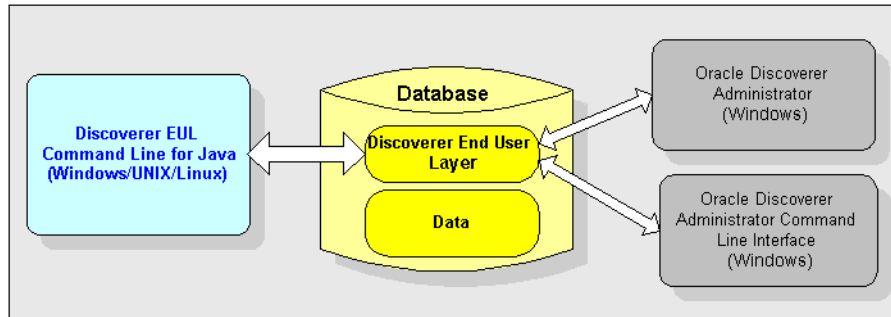 Discoverer EUL
Command Line for Java
(Windows/UNIX/Linux)
Database
Discoverer End User
Layer
Data
Oracle Discoverer
Administrator
(Windows)
Oracle Discoverer
Administrator Command
Line Interface
(Windows)